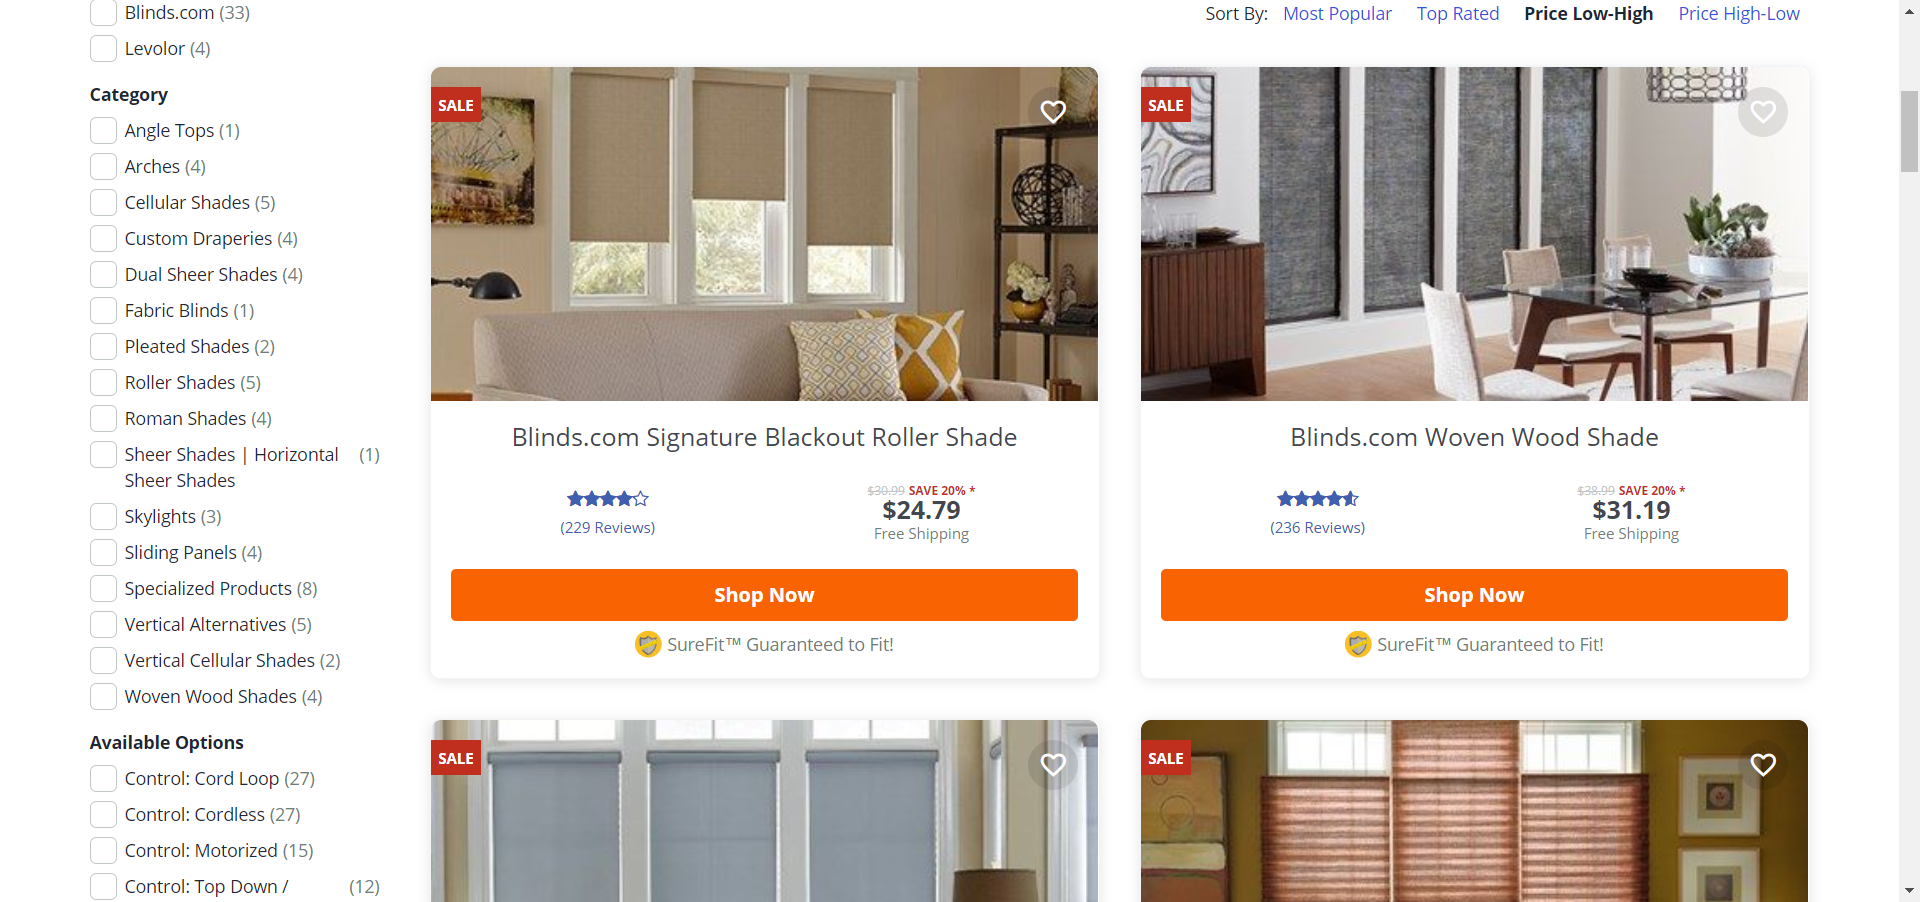 Blinds.com (33)
Levolor (4)
Category
Angle Tops (1)
Arches (4)
Cellular Shades (5)
Custom Draperies (4)
Dual Sheer Shades (4)
Fabric Blinds (1)
Pleated Shades (2)
Roller Shades (5)
Roman Shades (4)
Sheer Shades | Horizontal (1)
Sheer Shades
Skylights (3)
Sliding Panels (4)
Specialized Products (8)
Vertical Alternatives (5)
Vertical Cellular Shades (2)
Woven Wood Shades (4)
Available Options
Control: Cord Loop (27)
Control: Cordless (27)
Control: Motorized (15)
Control: Top Down / (12)
Sort By: Most Popular Top Rated Price Low-High Price High-Low
SALE
Blinds.com Signature Blackout Roller Shade
(229 Reviews)
$30.99 SAVE 20% *
$24.79
Free Shipping
Shop Now
SureFit™ Guaranteed to Fit!
SALE
Blinds.com Woven Wood Shade
(236 Reviews)
$38.99 SAVE 20% *
$31.19
Free Shipping
Shop Now
SureFit™ Guaranteed to Fit!
SALE
SALE